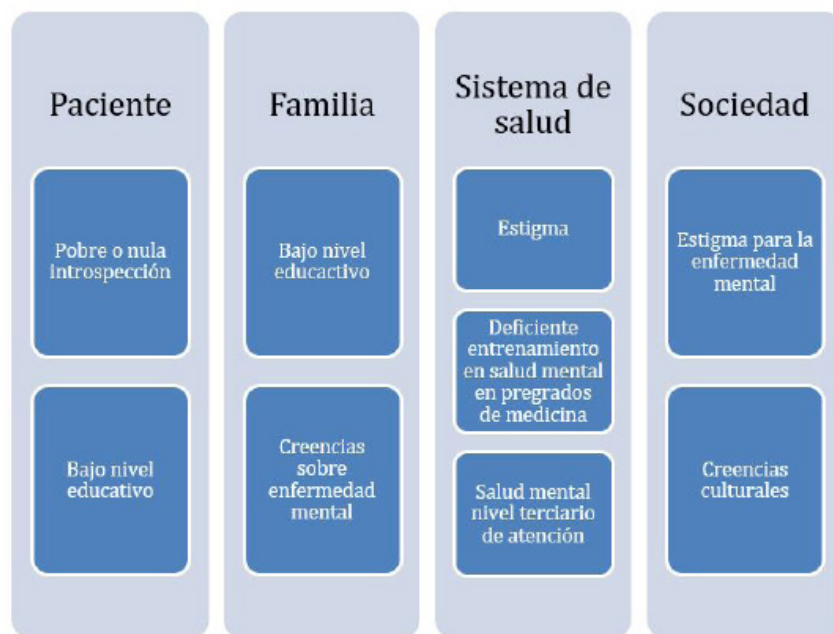 Paciente
Pobre o nula
introspección
Bajo nivel
educativo
Familia
Bajo nivel
educactivo
Creencias
sobre
enfermedad
mental
Sistema de
salud
Estigma
Deficiente
entrenamiento
en salud mental
en pregrados
de medicina
Salud mental
nivel terciario
de atención
Sociedad
Estigma para la
enfermedad
mental
Creencias
culturales